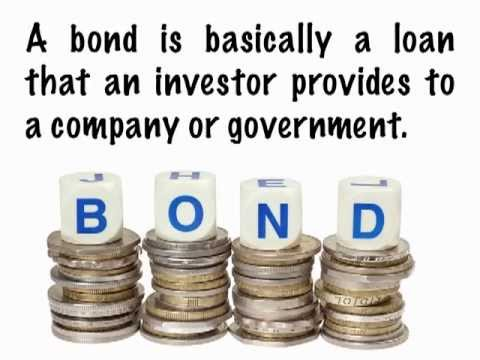 A bond is basically a loan
that an investor provides to
a company or government.
J H E L
B O N D